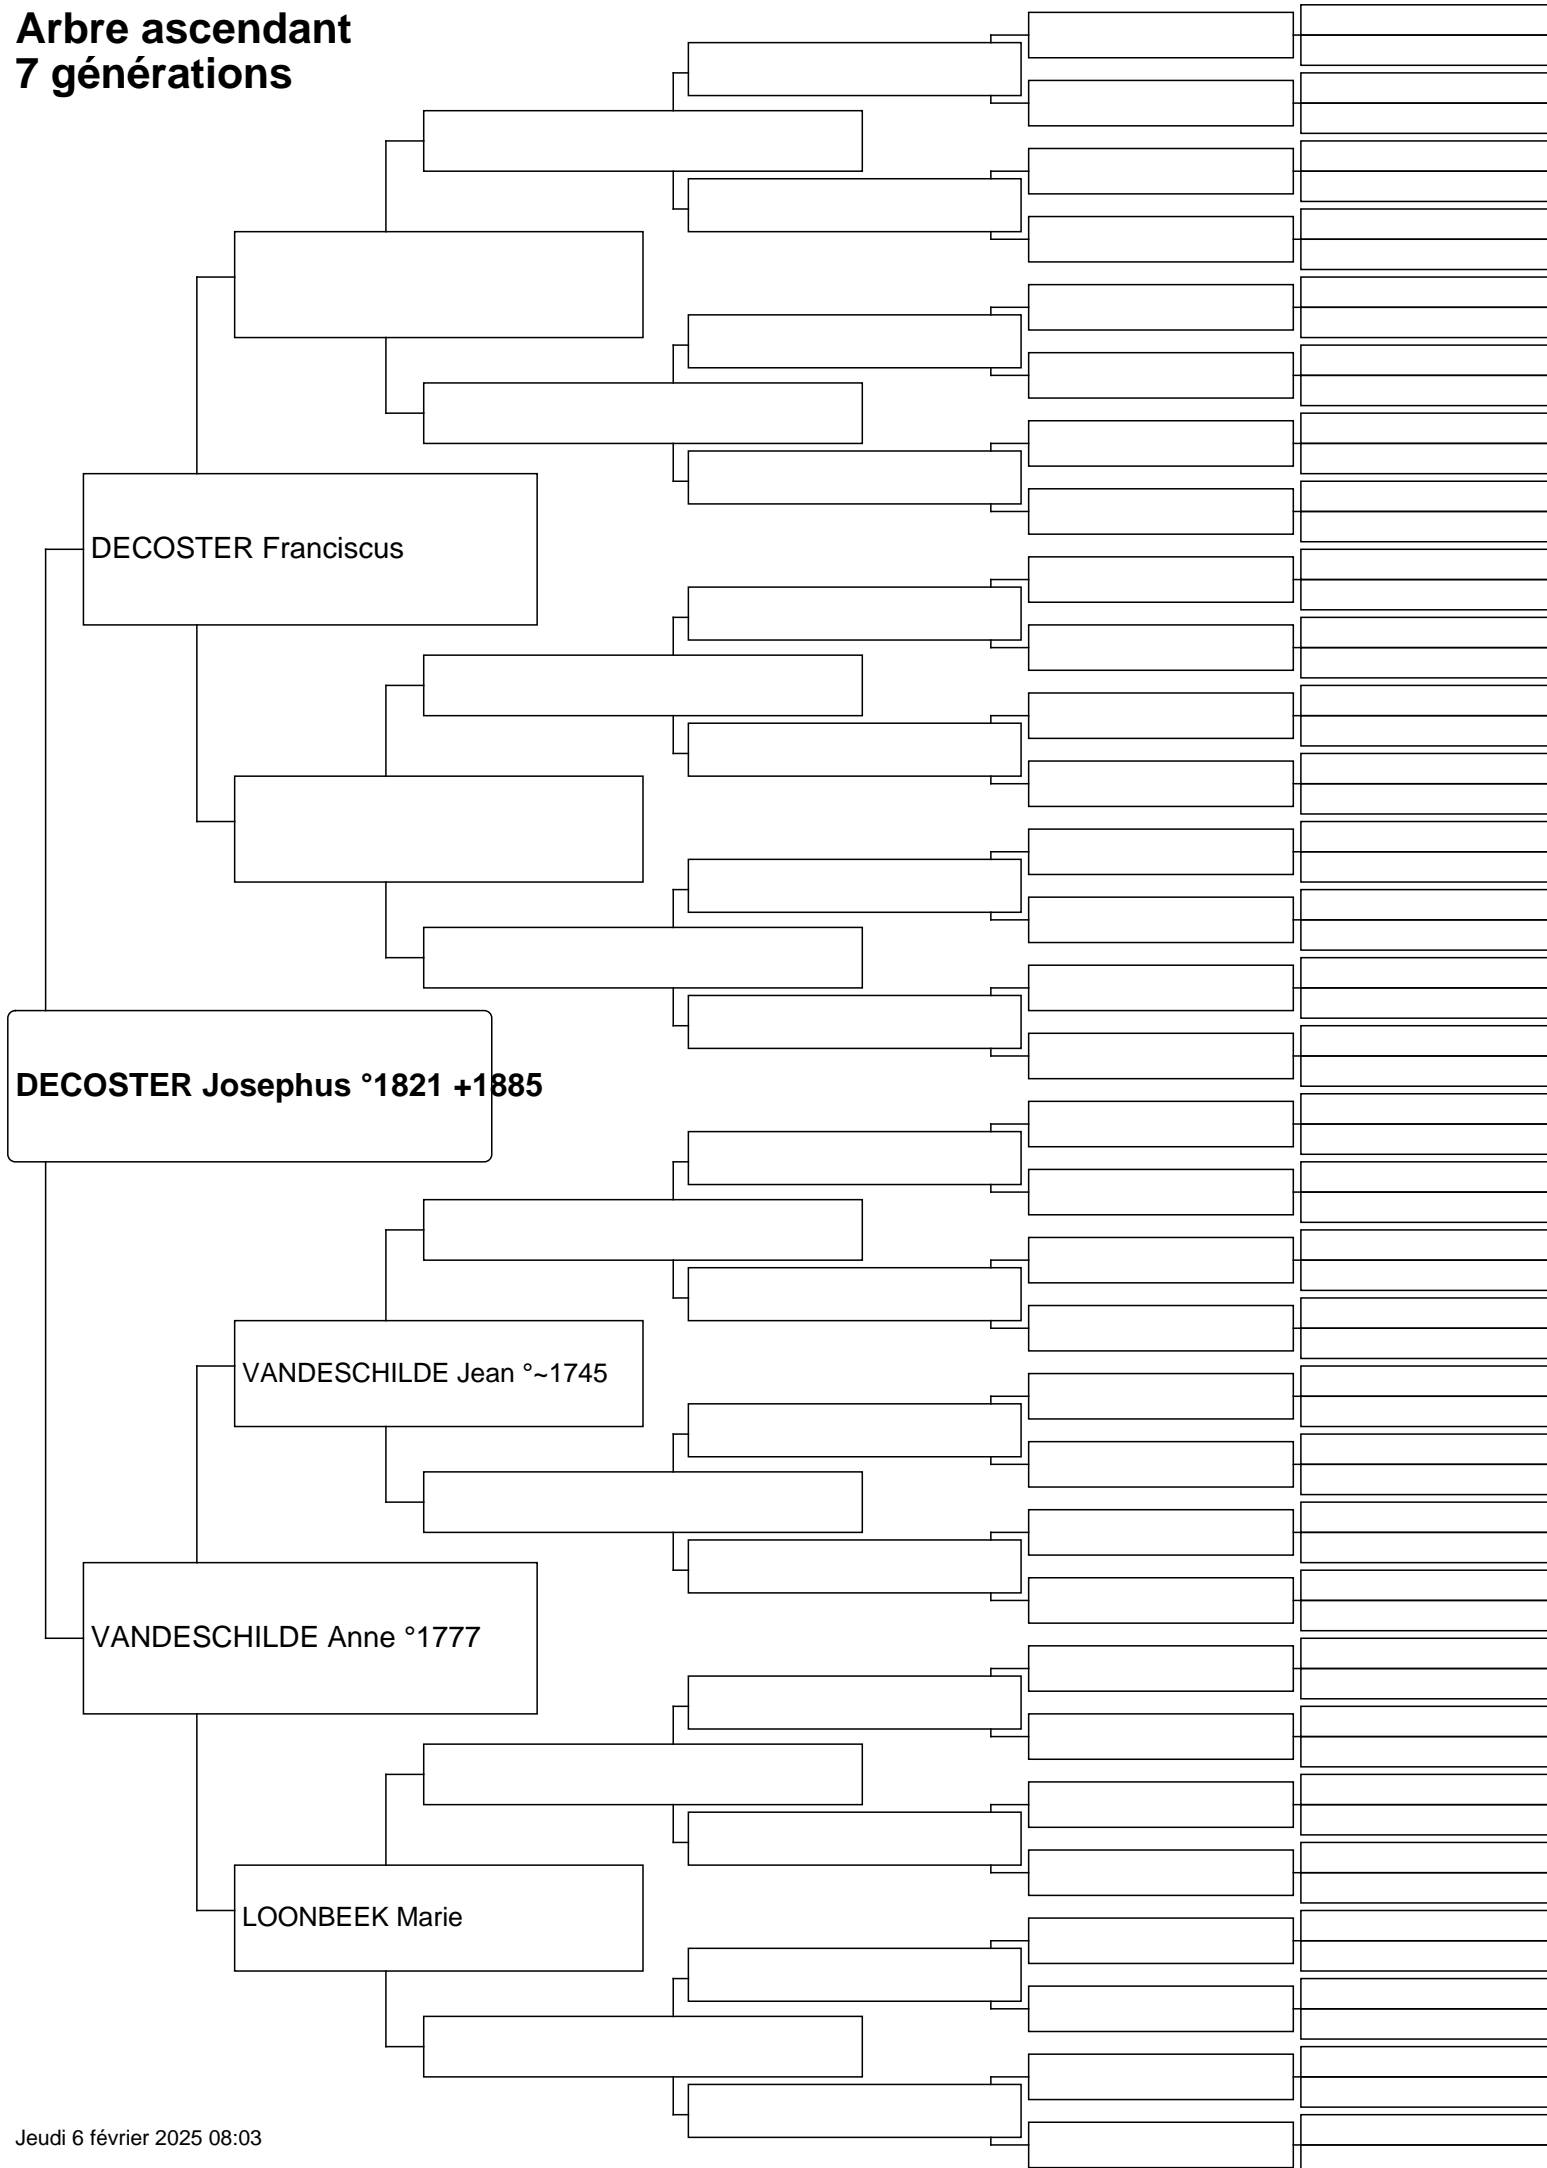 Arbre ascendant
7 générations
DECOSTER Franciscus
DECOSTER Josephus °1821 +1885
VANDESCHILDE Jean °~1745
VANDESCHILDE Anne °1777
LOONBEEK Marie
Jeudi 6 février 2025 08:03